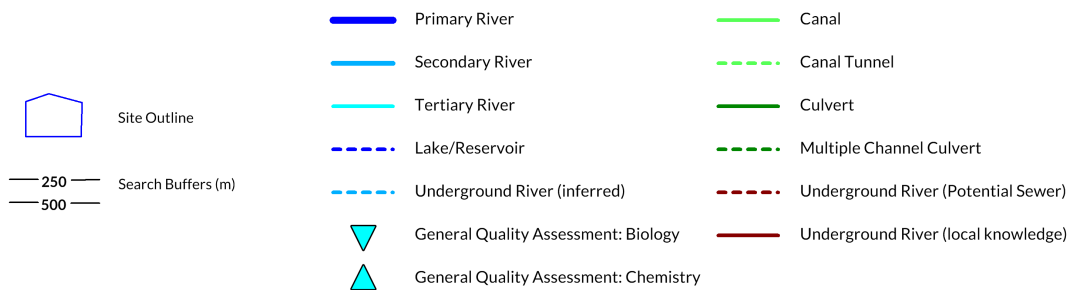 Site Outline
250
500
Search Buffers (m)
Primary River
Secondary River
Tertiary River
Lake/Reservoir
Underground River (inferred)
General Quality Assessment: Biology
General Quality Assessment: Chemistry
Canal
Canal Tunnel
Culvert
Multiple Channel Culvert
Underground River (Potential Sewer)
Underground River (local knowledge)